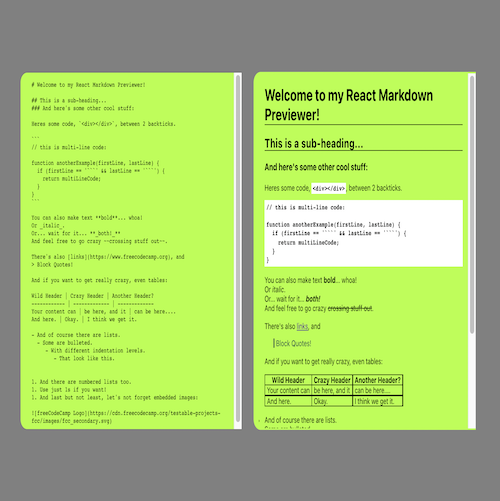 # Welcome to my React Markdown Previewer!
## This is a sub-heading...
### And here's some other cool stuff:
Heres some code, `<div></div>`, between 2 backticks.
```
// this is multi-line code:
function anotherExample(firstLine, lastLine) {
if (firstLine == '```' && lastLine == '```') {
return multiLineCode;
}
}
```
You can also make text **bold**... whoa!
Or _italic_.
Or... wait for it... **_both!_**
And feel free to go crazy ~~crossing stuff out~~.
There's also [links](https://www.freecodecamp.org), and
> Block Quotes!
And if you want to get really crazy, even tables:
Wild Header | Crazy Header | Another Header?
------------ | ------------- | -------------
Your content can | be here, and it | can be here....
And here. | Okay. | I think we get it.
- And of course there are lists.
- Some are bulleted.
- With different indentation levels.
- That look like this.
1. And there are numbered lists too.
1. Use just 1s if you want!
1. And last but not least, let's not forget embedded images:
![freeCodeCamp Logo](https://cdn.freecodecamp.org/testable-projects-
fcc/images/fcc_secondary.svg)
Welcome to my React Markdown
Previewer!
This is a sub-heading...
And here's some other cool stuff:
Heres some code, <div></div>, between 2 backticks.
// this is multi-line code:
function anotherExample(firstLine, lastLine) {
if (firstLine == '```' && lastLine == '```') {
return multiLineCode;
}
}
You can also make text bold... whoa!
Or italic.
Or... wait for it... both!
And feel free to go crazy crossing stuff out.
There's also links, and
Block Quotes!
And if you want to get really crazy, even tables:
Wild Header Crazy Header Another Header?
Your content can be here, and it can be here....
And here. Okay. I think we get it.
And of course there are lists.
Some are bulleted.